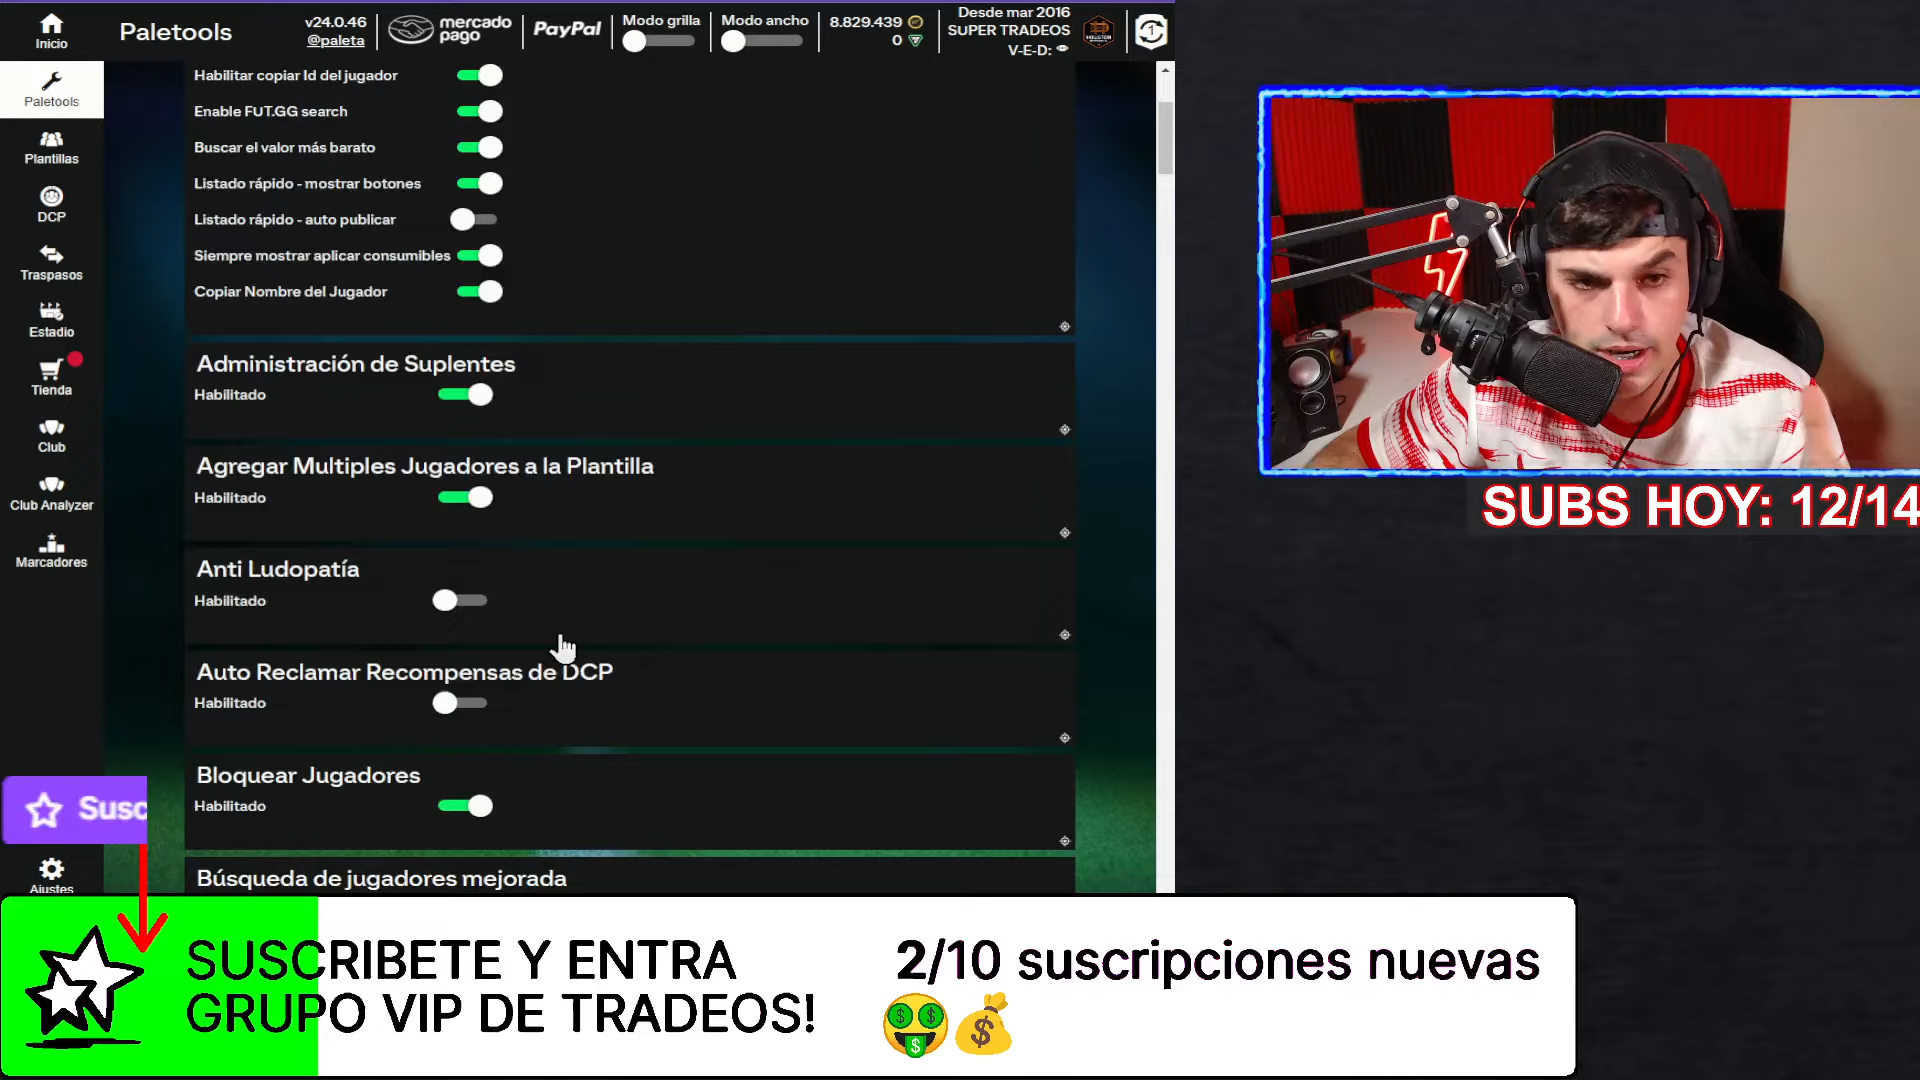 Inicio
Paletools
v24.0.46
@paleta
mercado
pago
PayPal
Modo grilla
Modo ancho
8.829.439
0
Desde mar 2016
SUPER TRADEOS
V-E-D:
1
Paletools
Plantillas
DCP
Traspasos
Estadio
Tienda
Club
Club Analyzer
Marcadores
Ajustes
Habilitar copiar Id del jugador
Enable FUT.GG search
Buscar el valor más barato
Listado rápido - mostrar botones
Listado rápido - auto publicar
Siempre mostrar aplicar consumibles
Copiar Nombre del Jugador
Administración de Suplentes
Habilitado
Agregar Multiples Jugadores a la Plantilla
Habilitado
Anti Ludopatía
Habilitado
Auto Reclamar Recompensas de DCP
Habilitado
Bloquear Jugadores
Habilitado
Búsqueda de jugadores mejorada
SUBS HOY: 12/14
Susc
SUSCRIBETE Y ENTRA
GRUPO VIP DE TRADEOS!
2/10 suscripciones nuevas